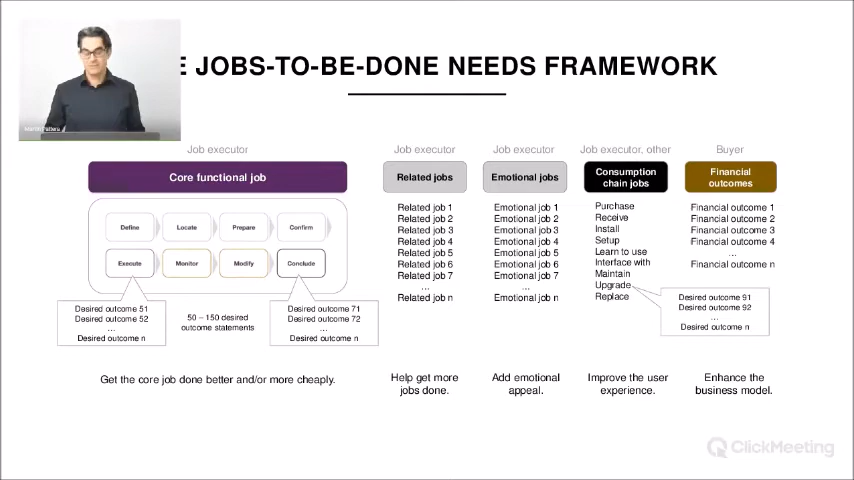 E JOBS-TO-BE-DONE NEEDS FRAMEWORK
Job executor
Core functional job
Define
Locate
Prepare
Confirm
Execute
Monitor
Modify
Conclude
Desired outcome 51
Desired outcome 52
...
Desired outcome n
50 – 150 desired
outcome statements
Desired outcome 71
Desired outcome 72
...
Desired outcome n
Get the core job done better and/or more cheaply.
Job executor
Related jobs
Related job 1
Related job 2
Related job 3
Related job 4
Related job 5
Related job 6
Related job 7
...
Related job n
Help get more
jobs done.
Job executor
Emotional jobs
Emotional job 1
Emotional job 2
Emotional job 3
Emotional job 4
Emotional job 5
Emotional job 6
Emotional job 7
...
Emotional job n
Add emotional
appeal.
Job executor, other
Consumption
chain jobs
Purchase
Receive
Install
Setup
Learn to use
Interface with
Maintain
Upgrade
Replace
Desired outcome 91
Desired outcome 92
...
Desired outcome n
Improve the user
experience.
Buyer
Financial
outcomes
Financial outcome 1
Financial outcome 2
Financial outcome 3
Financial outcome 4
...
Financial outcome n
Enhance the
business model.
ClickMeeting